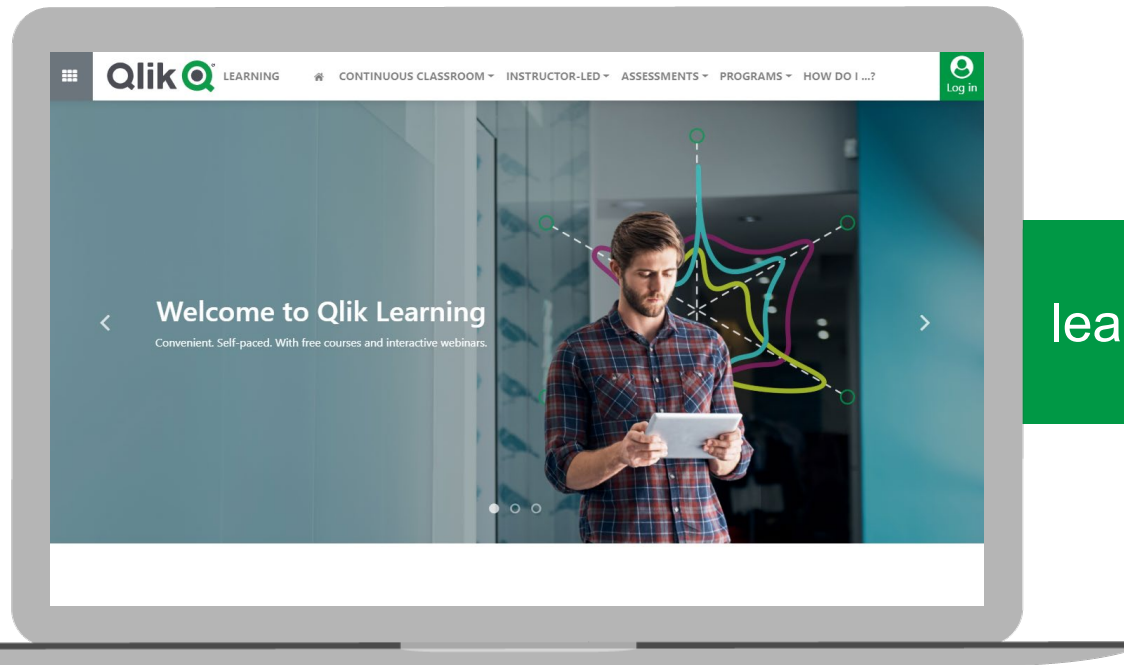 Qlik LEARNING CONTINUOUS CLASSROOM INSTRUCTOR-LED ASSESSMENTS PROGRAMS HOW DO I ...?
Log in
Welcome to Qlik Learning
Convenient. Self-paced. With free courses and interactive webinars.
lea